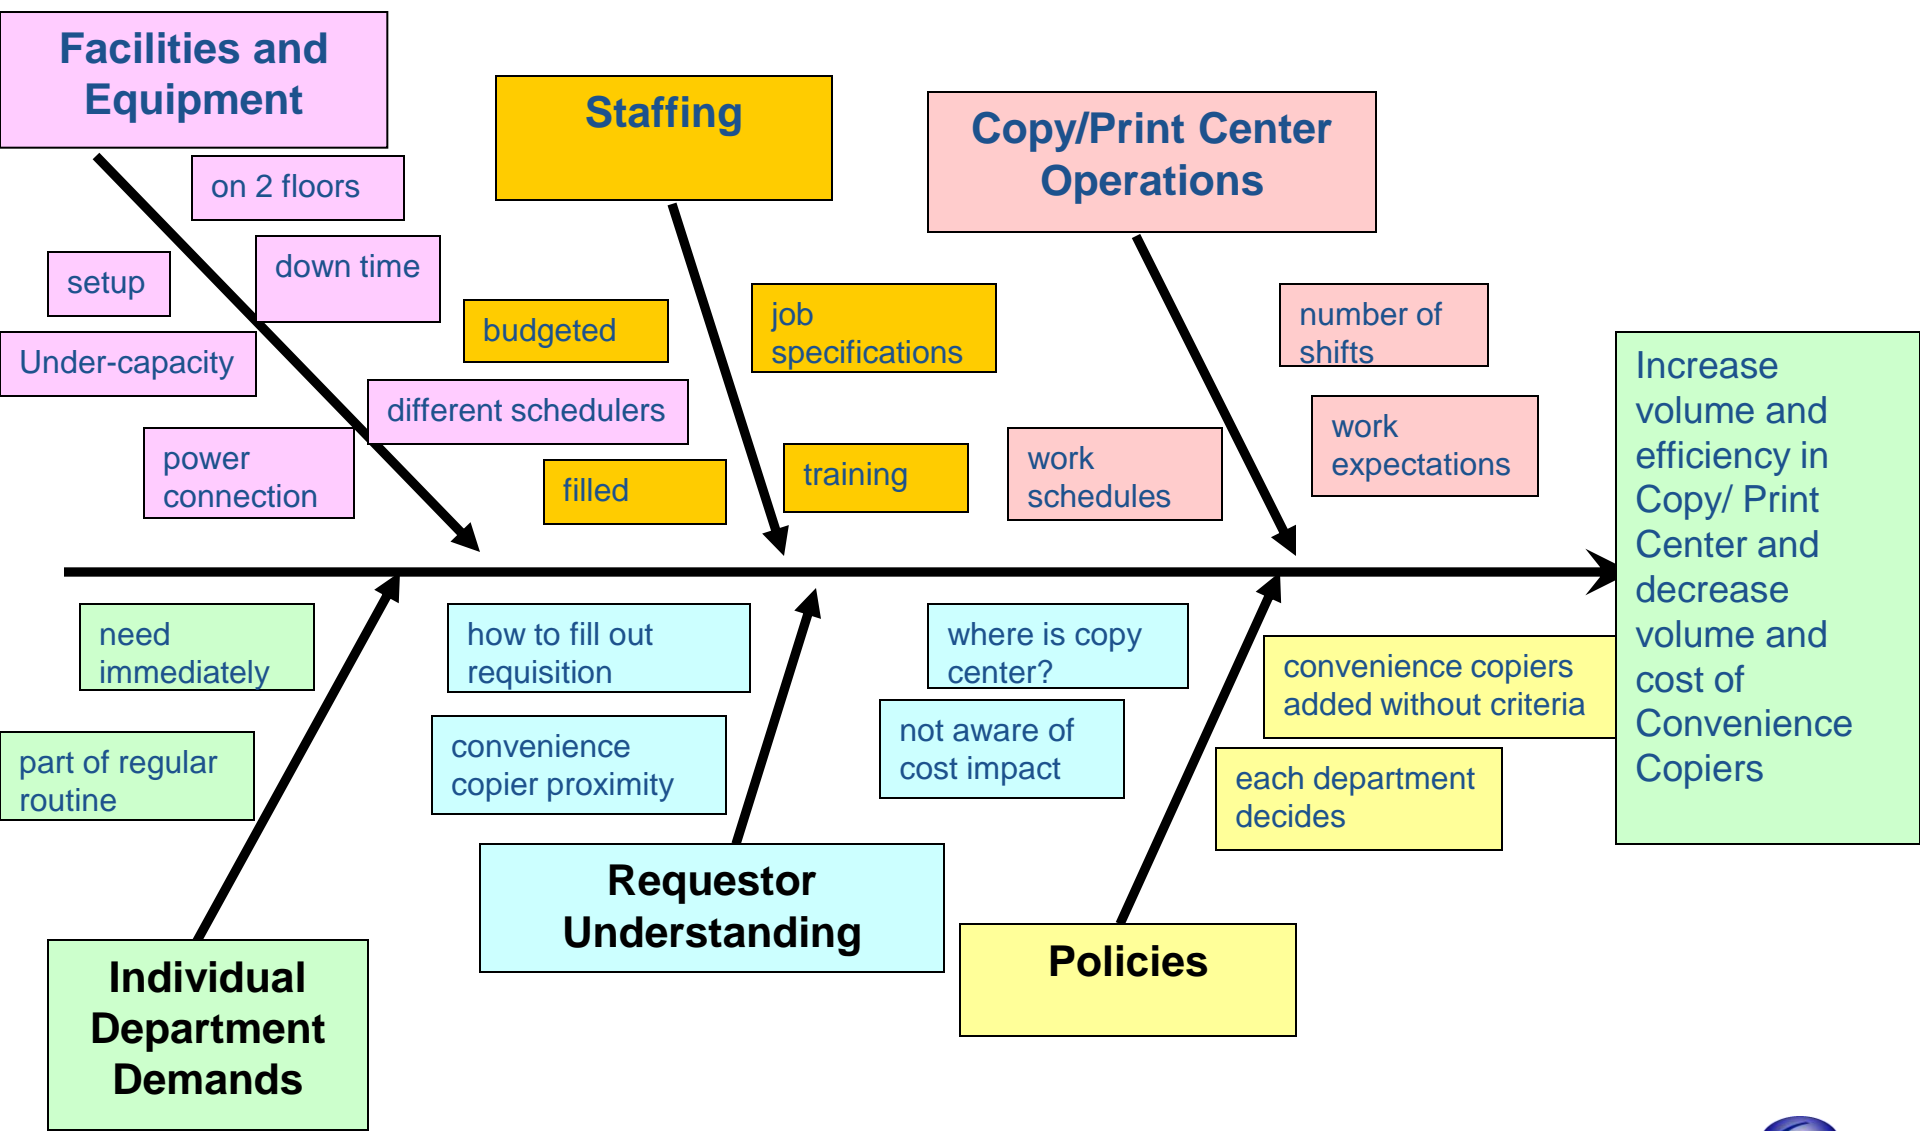 Facilities and
Equipment
Staffing
Copy/Print Center
Operations
on 2 floors
setup
down time
Under-capacity
different schedulers
power
connection
budgeted
job
specifications
filled
training
number of
shifts
work
schedules
work
expectations
Increase
volume and
efficiency in
Copy/ Print
Center and
decrease
volume and
cost of
Convenience
Copiers
need
immediately
part of regular
routine
how to fill out
requisition
convenience
copier proximity
where is copy
center?
not aware of
cost impact
convenience copiers
added without criteria
each department
decides
Individual
Department
Demands
Requestor
Understanding
Policies